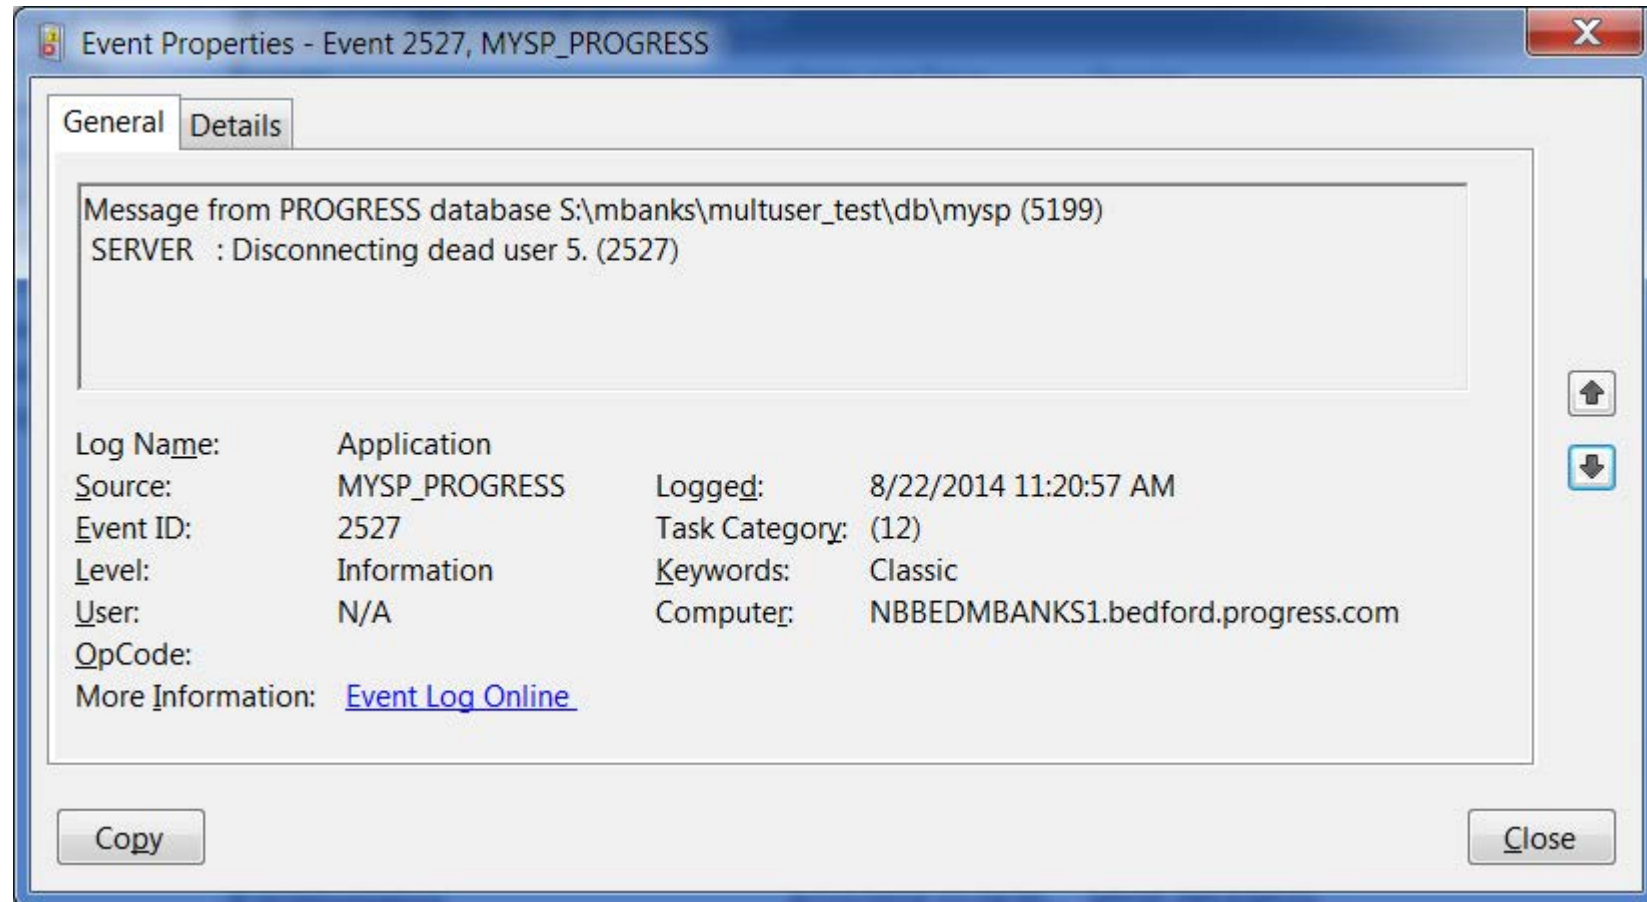 Event Properties - Event 2527, MYSP_PROGRESS
X
General Details
Message from PROGRESS database S:\mbanks\multuser_test\db\mysp (5199)
SERVER : Disconnecting dead user 5. (2527)
Log Name: Application
Source: MYSP_PROGRESS Logged: 8/22/2014 11:20:57 AM
Event ID: 2527 Task Category: (12)
Level: Information Keywords: Classic
User: N/A Computer: NBBEDMBANKS1.bedford.progress.com
OpCode:
More Information: Event Log Online
Copy Close